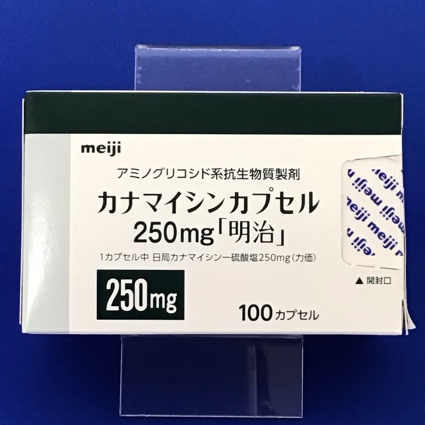 meiji
アミノグリコシド系抗生物質製剤
カナマイシンカプセル
250mg「明治」
1カプセル中 日局カナマイシン一硫酸塩250mg(力価)
250mg
100カプセル
▲開封口
meiji meiji